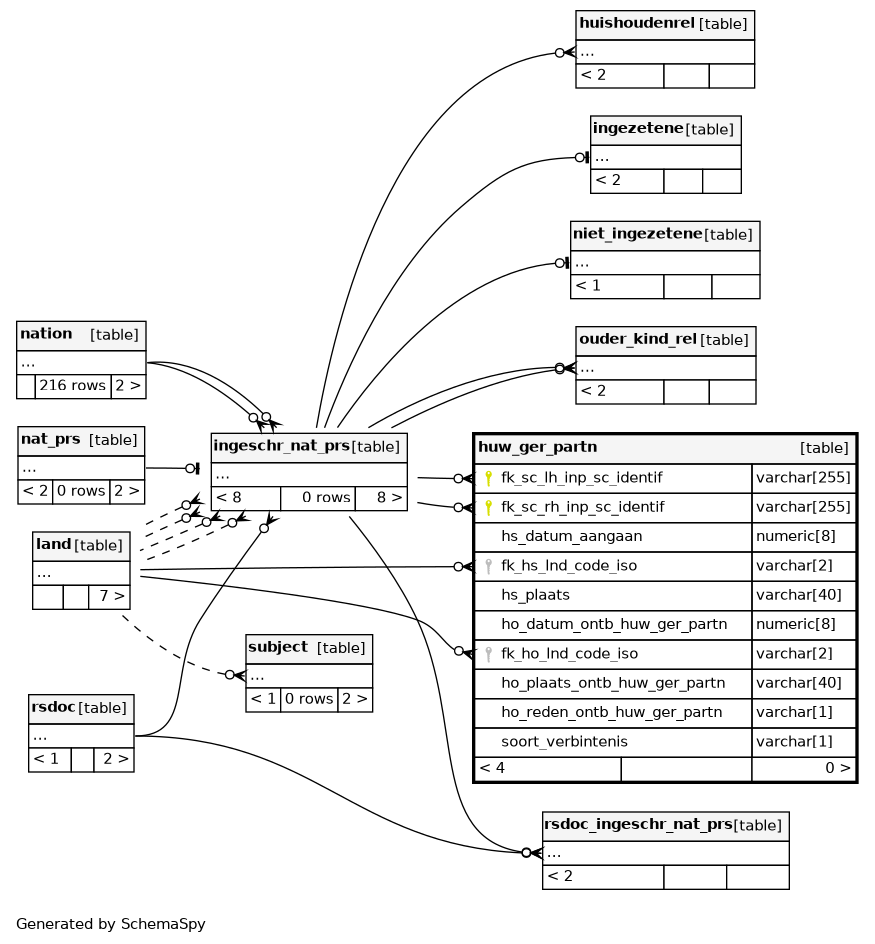 huishoudenrel [table]
...
< 2
ingezetene [table]
...
< 2
niet_ingezetene [table]
...
< 1
nation [table]
...
216 rows 2 >
ouder_kind_rel [table]
...
< 2
nat_prs [table]
...
< 2 0 rows 2 >
ingeschr_nat_prs [table]
...
< 8 0 rows 8 >
huw_ger_partn [table]
fk_sc_lh_inp_sc_identif varchar[255]
fk_sc_rh_inp_sc_identif varchar[255]
hs_datum_aangaan numeric[8]
fk_hs_lnd_code_iso varchar[2]
hs_plaats varchar[40]
ho_datum_ontb_huw_ger_partn numeric[8]
fk_ho_lnd_code_iso varchar[2]
ho_plaats_ontb_huw_ger_partn varchar[40]
ho_reden_ontb_huw_ger_partn varchar[1]
soort_verbintenis varchar[1]
< 4 0 >
land [table]
...
7 >
subject [table]
...
< 1 0 rows 2 >
rsdoc [table]
...
< 1 2 >
rsdoc_ingeschr_nat_prs [table]
...
< 2
Generated by SchemaSpy